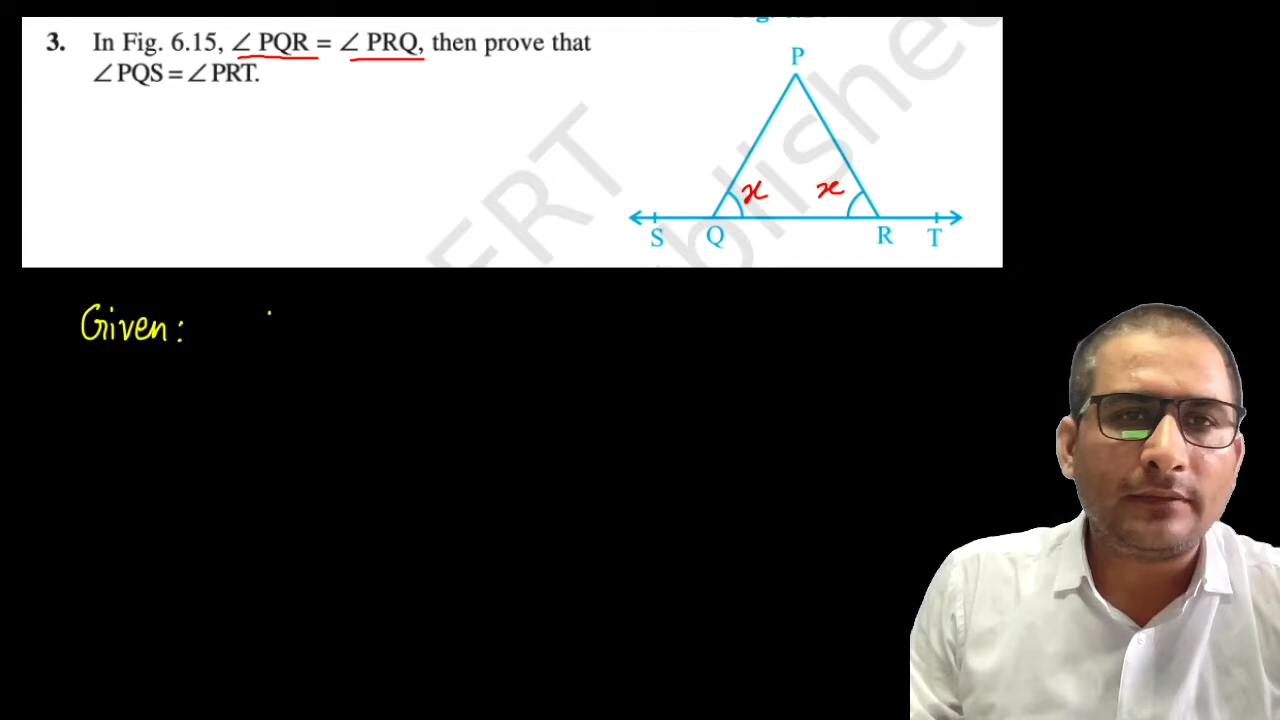 3. In Fig. 6.15, ∠ PQR = ∠ PRQ, then prove that
∠PQS = ∠PRT.
P
x x
S Q R T
Given: